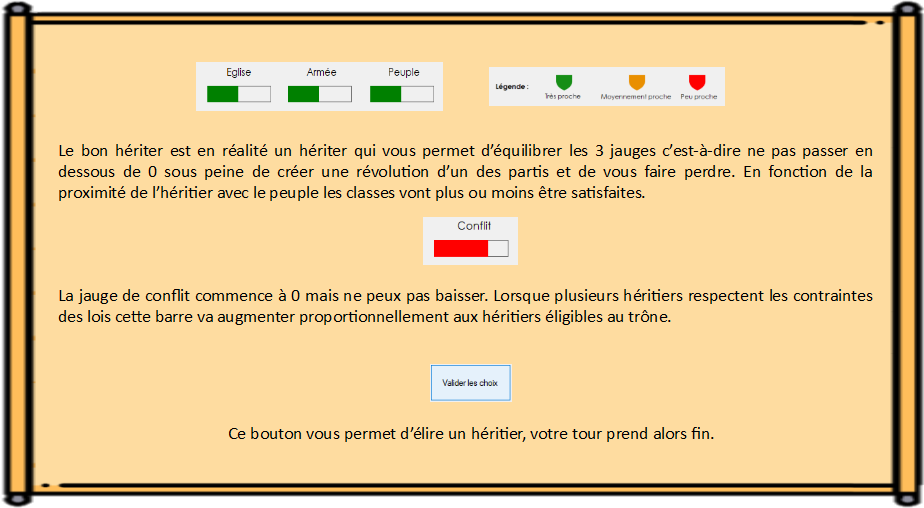 Eglise Armée Peuple
Légende :
Très proche Moyennement proche Peu proche
Le bon hériter est en réalité un hériter qui vous permet d'équilibrer les 3 jauges c'est-à-dire ne pas passer en
dessous de 0 sous peine de créer une révolution d'un des partis et de vous faire perdre. En fonction de la
proximité de l'héritier avec le peuple les classes vont plus ou moins être satisfaites.
Conflit
La jauge de conflit commence à 0 mais ne peux pas baisser. Lorsque plusieurs héritiers respectent les contraintes
des lois cette barre va augmenter proportionnellement aux héritiers éligibles au trône.
Valider les choix
Ce bouton vous permet d'élire un héritier, votre tour prend alors fin.